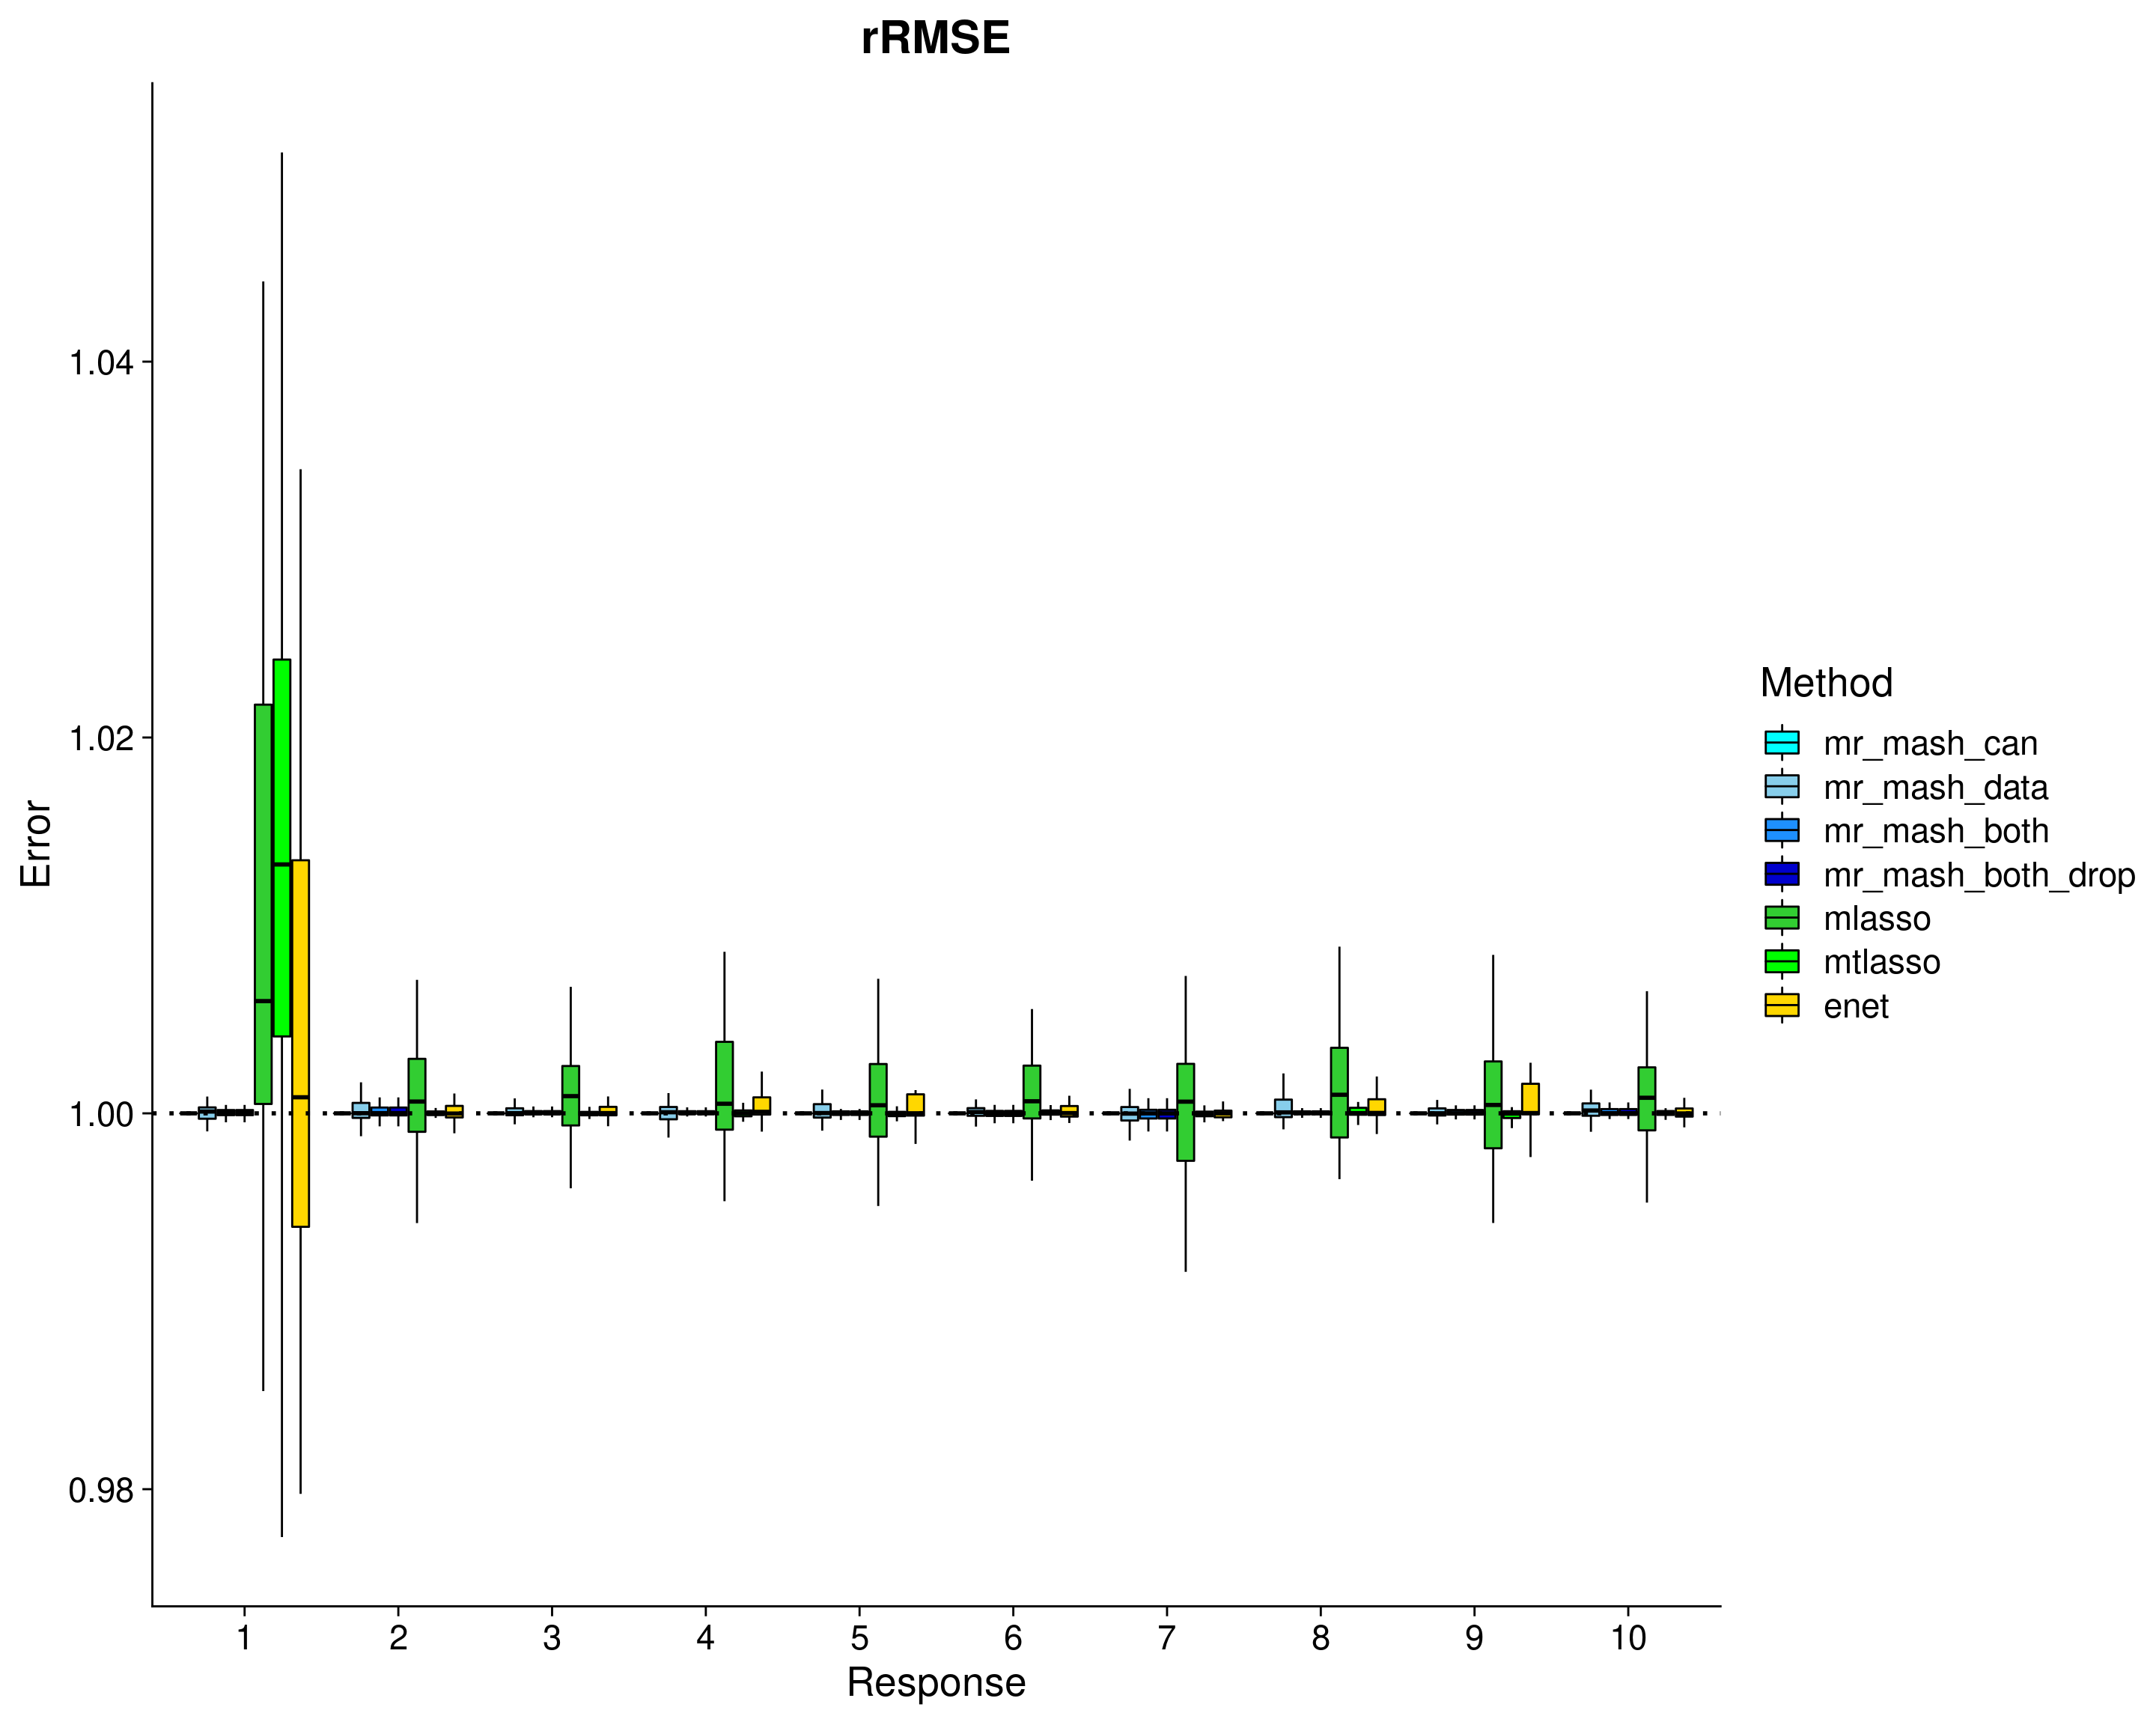 rRMSE
Error
1.04
1.02
1.00
0.98
1 2 3 4 5 6 7 8 9 10
Response
Method
mr_mash_can
mr_mash_data
mr_mash_both
mr_mash_both_drop
mlasso
mtlasso
enet